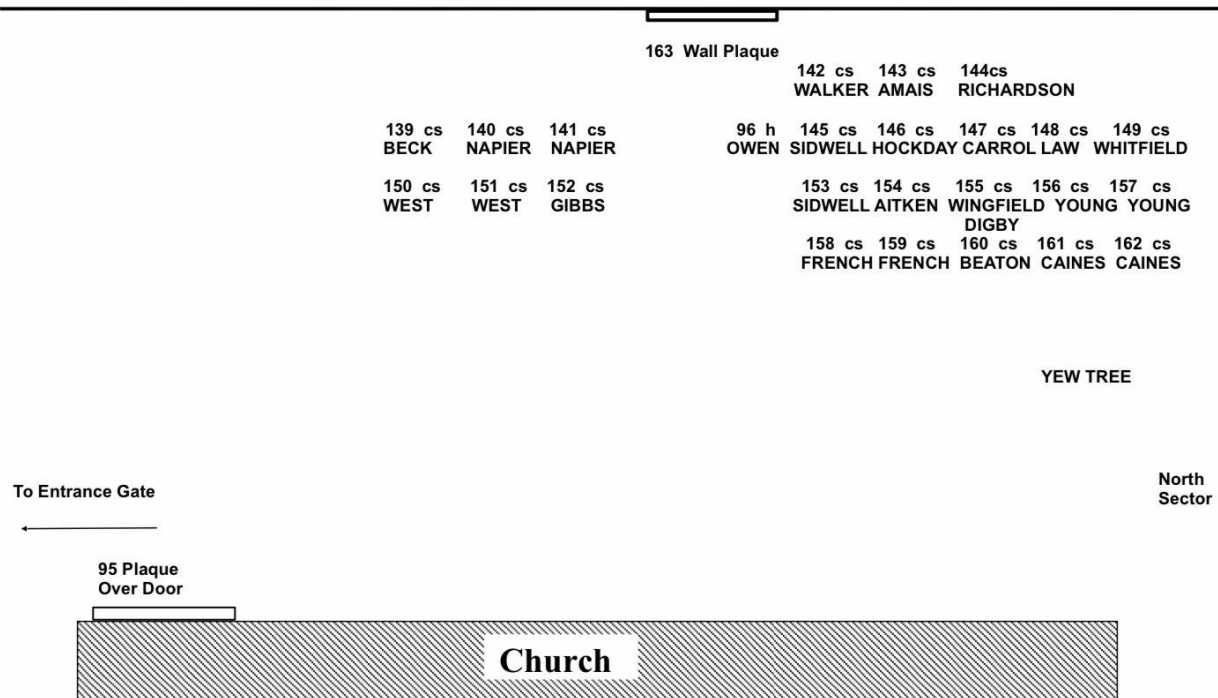 163 Wall Plaque
142 cs 143 cs 144cs
WALKER AMAIS RICHARDSON
139 cs 140 cs 141 cs 96 h 145 cs 146 cs 147 cs 148 cs 149 cs
BECK NAPIER NAPIER OWEN SIDWELL HOCKDAY CARROL LAW WHITFIELD
150 cs 151 cs 152 cs 153 cs 154 cs 155 cs 156 cs 157 cs
WEST WEST GIBBS SIDWELL AITKEN WINGFIELD YOUNG YOUNG
DIGBY
158 cs 159 cs 160 cs 161 cs 162 cs
FRENCH FRENCH BEATON CAINES CAINES
YEW TREE
To Entrance Gate
North
Sector
95 Plaque
Over Door
Church